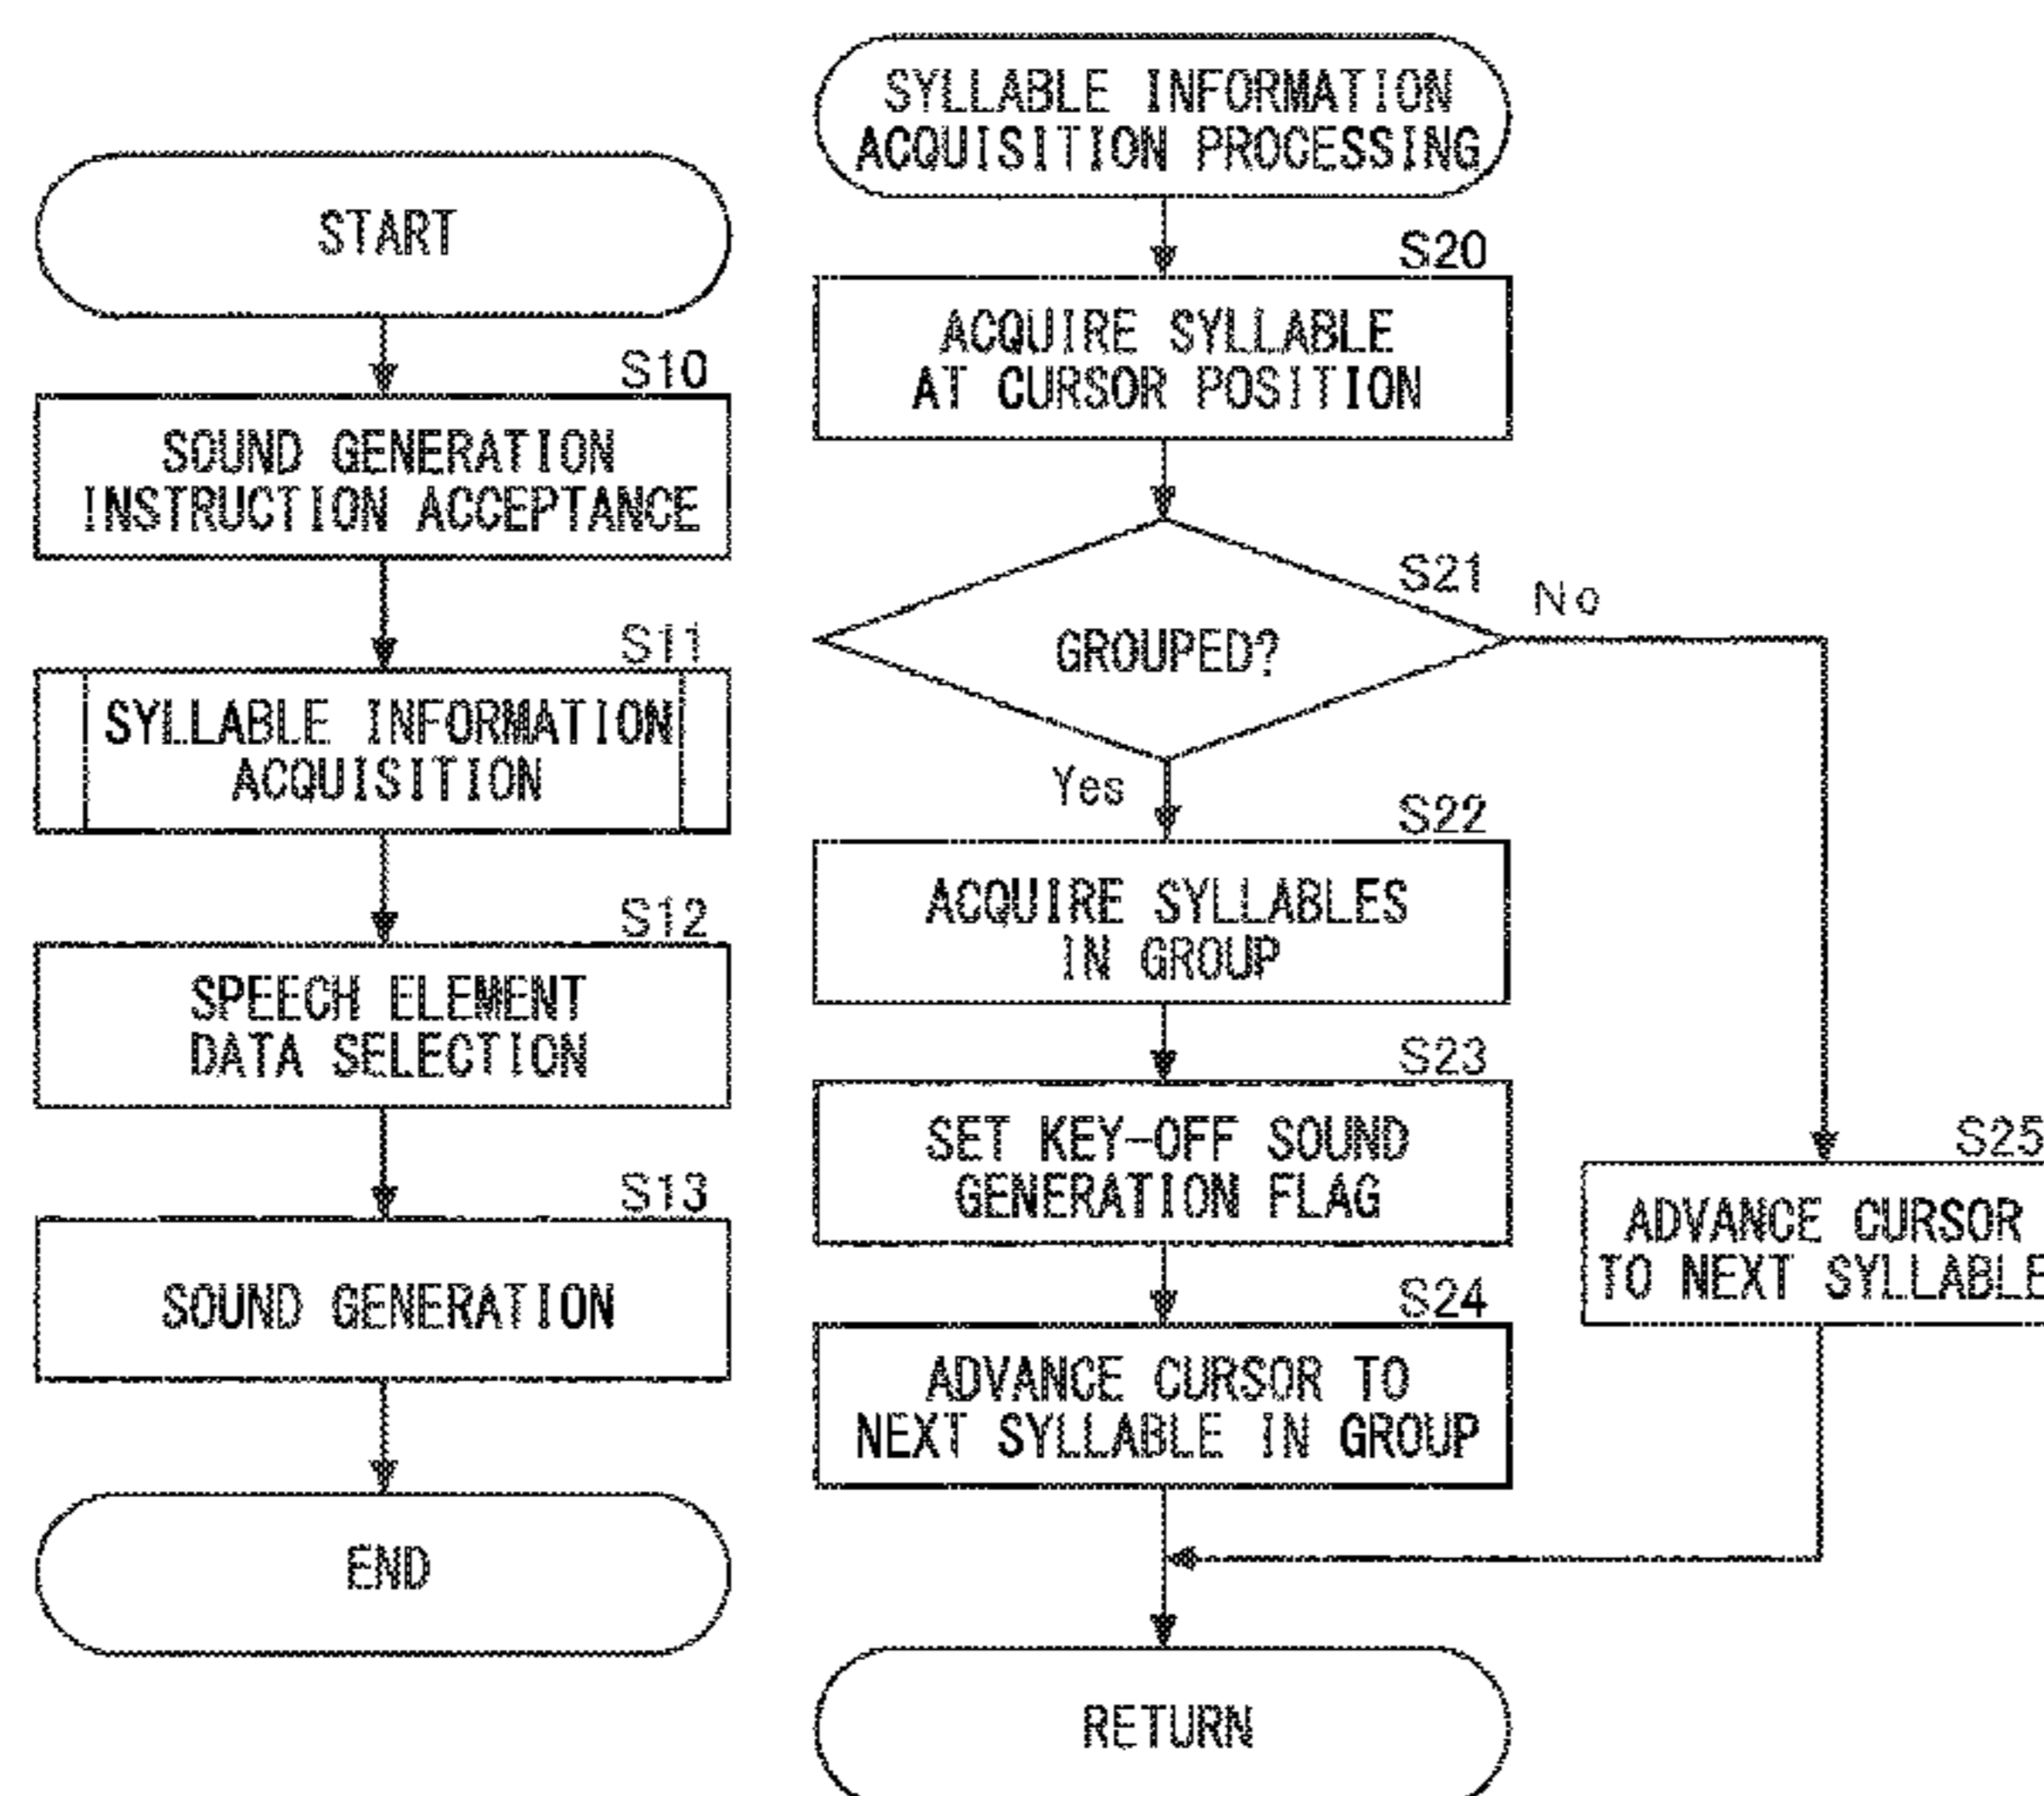 START
S10
SOUND GENERATION
INSTRUCTION ACCEPTANCE
S11
SYLLABLE INFORMATION
ACQUISITION
S12
SPEECH ELEMENT
DATA SELECTION
S13
SOUND GENERATION
END
SYLLABLE INFORMATION
ACQUISITION PROCESSING
S20
ACQUIRE SYLLABLE
AT CURSOR POSITION
S21
GROUPED?
No
Yes
S22
ACQUIRE SYLLABLES
IN GROUP
S23
SET KEY-OFF SOUND
GENERATION FLAG
S24
ADVANCE CURSOR TO
NEXT SYLLABLE IN GROUP
S25
ADVANCE CURSOR
TO NEXT SYLLABLE
RETURN